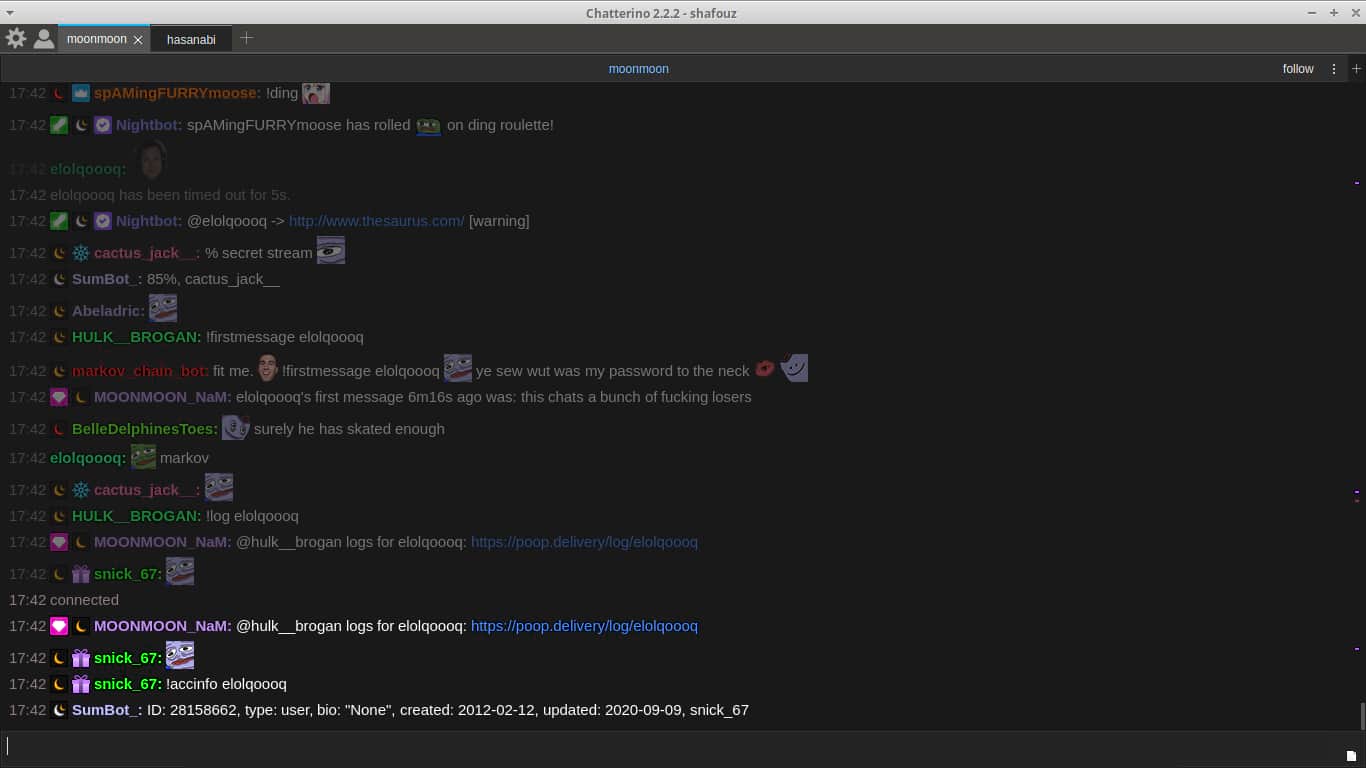 Chatterino 2.2.2 - shafouz
moonmoon
hasanabi
moonmoon
follow
17:42 spAMingFURRYmoose: !ding
17:42 Nightbot: spAMingFURRYmoose has rolled on ding roulette!
17:42 elolqoooq:
17:42 elolqoooq has been timed out for 5s.
17:42 Nightbot: @elolqoooq -> http://www.thesaurus.com/ [warning]
17:42 cactus_jack__: % secret stream
17:42 SumBot_: 85%, cactus_jack__
17:42 Abeladric:
17:42 HULK__BROGAN: !firstmessage elolqoooq
17:42 markov_chain_bot: fit me. !firstmessage elolqoooq ye sew wut was my password to the neck
17:42 MOONMOON_NaM: elolqoooq's first message 6m16s ago was: this chats a bunch of fucking losers
17:42 BelleDelphinesToes: surely he has skated enough
17:42 elolqoooq: markov
17:42 cactus_jack__:
17:42 HULK__BROGAN: !log elolqoooq
17:42 MOONMOON_NaM: @hulk__brogan logs for elolqoooq: https://poop.delivery/log/elolqoooq
17:42 snick_67:
17:42 connected
17:42 MOONMOON_NaM: @hulk__brogan logs for elolqoooq: https://poop.delivery/log/elolqoooq
17:42 snick_67:
17:42 snick_67: !accinfo elolqoooq
17:42 SumBot_: ID: 28158662, type: user, bio: "None", created: 2012-02-12, updated: 2020-09-09, snick_67